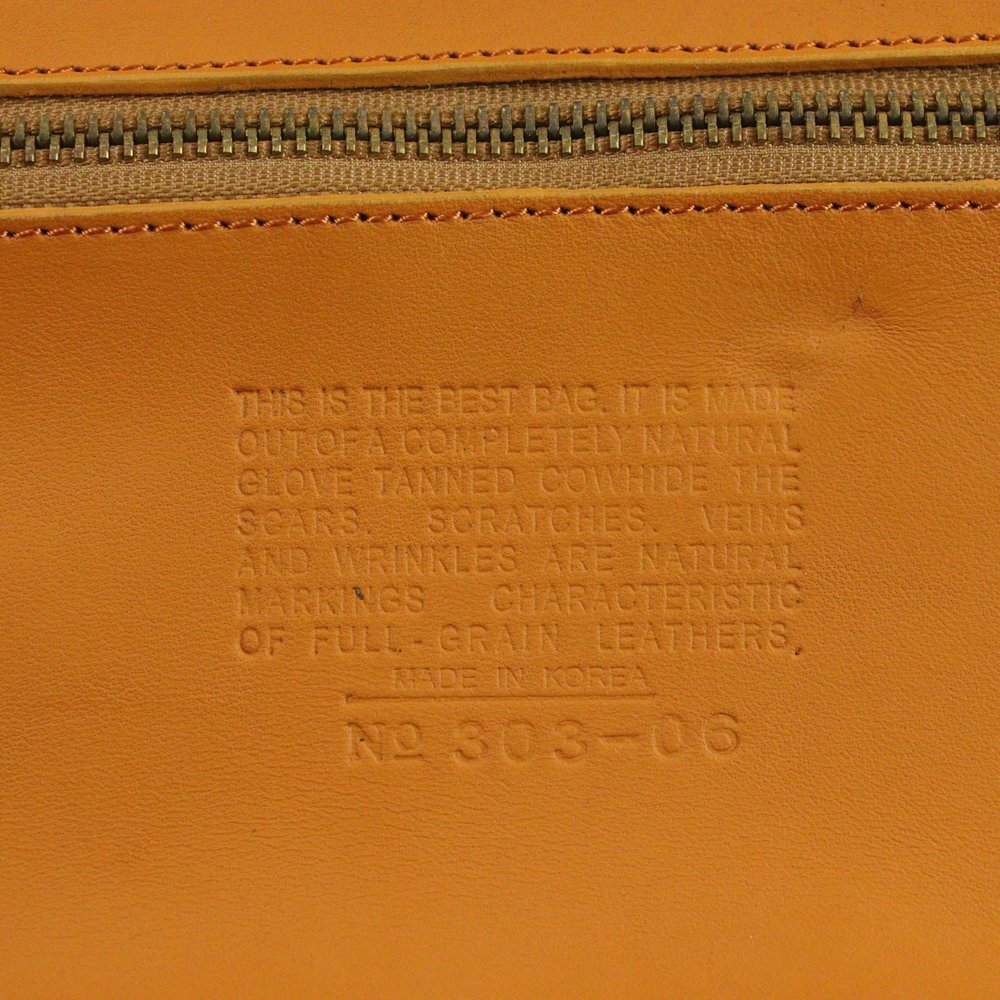 THIS IS THE BEST BAG. IT IS MADE
OUT OF A COMPLETELY NATURAL
GLOVE TANNED COWHIDE THE
SCARS. SCRATCHES. VEINS
AND WRINKLES ARE NATURAL
MARKINGS CHARACTERISTIC
OF FULL-GRAIN LEATHERS,
MADE IN KOREA
No 303-06